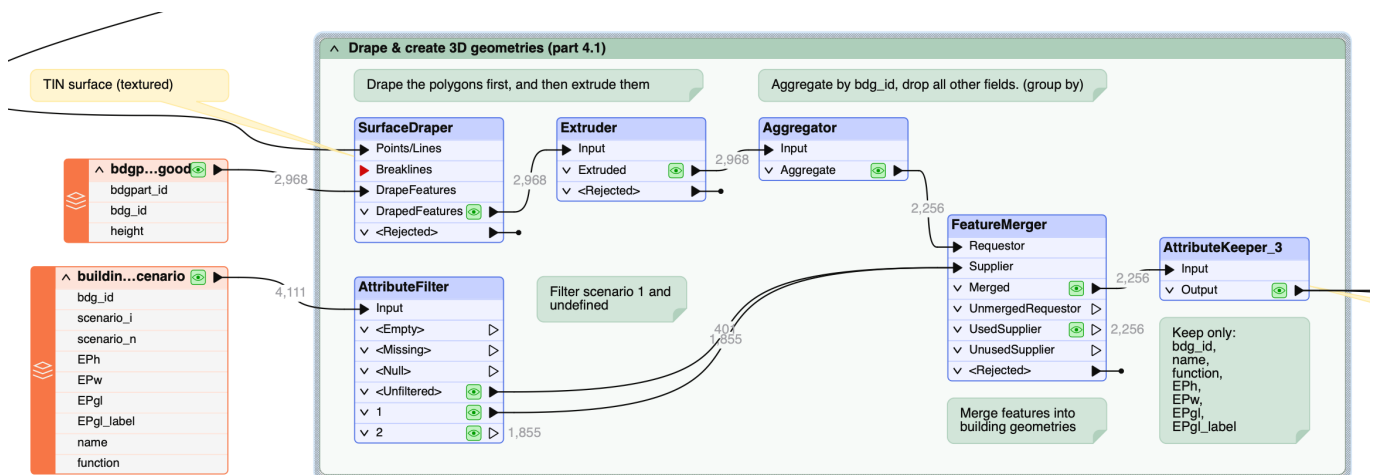 Drape & create 3D geometries (part 4.1)
TIN surface (textured)
Drape the polygons first, and then extrude them
Aggregate by bdg_id, drop all other fields. (group by)
SurfaceDraper
Points/Lines
Breaklines
DrapeFeatures
DrapedFeatures
<Rejected>
Extruder
Input
Extruded
<Rejected>
Aggregator
Input
Aggregate
bdgp...good
bdgpart_id
bdg_id
height
2,968
2,968
2,968
2,256
buildin...cenario
bdg_id
scenario_i
scenario_n
EPh
EPw
EPgl
EPgl_label
name
function
4,111
AttributeFilter
Input
<Empty>
<Missing>
<Null>
<Unfiltered>
1
2
1,855
Filter scenario 1 and
undefined
1,855
FeatureMerger
Requestor
Supplier
Merged
UnmergedRequestor
UsedSupplier
UnusedSupplier
<Rejected>
2,256
2,256
Merge features into
building geometries
AttributeKeeper_3
Input
Output
Keep only:
bdg_id,
name,
function,
EPh,
EPw,
EPgl,
EPgl_label